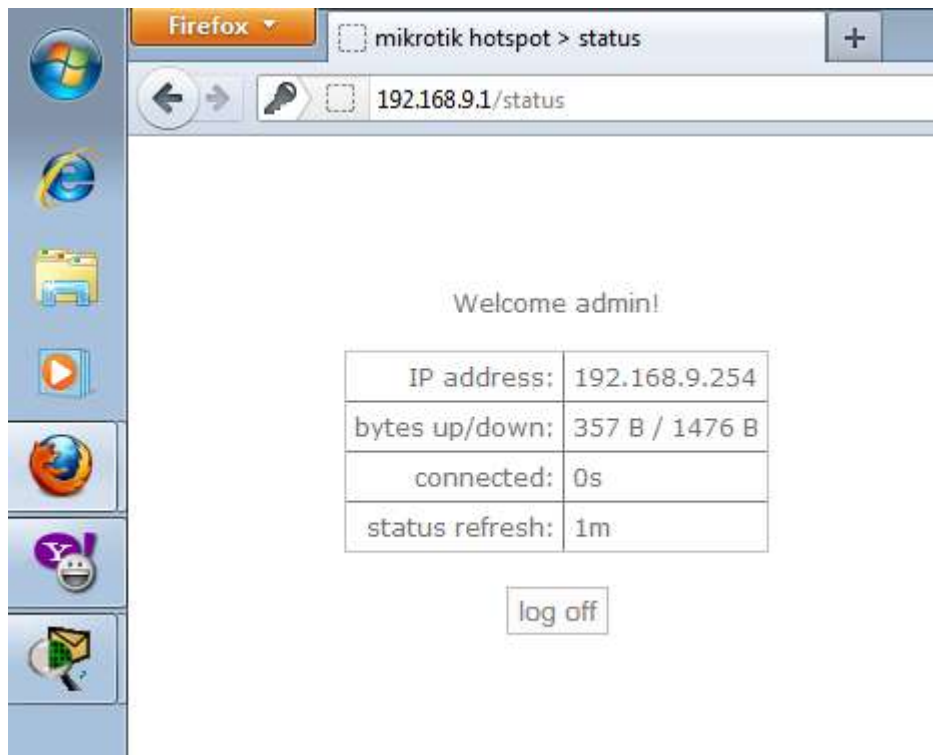 Firefox
mikrotik hotspot > status
192.168.9.1/status
Welcome admin!
IP address: 192.168.9.254
bytes up/down: 357 B / 1476 B
connected: 0s
status refresh: 1m
log off